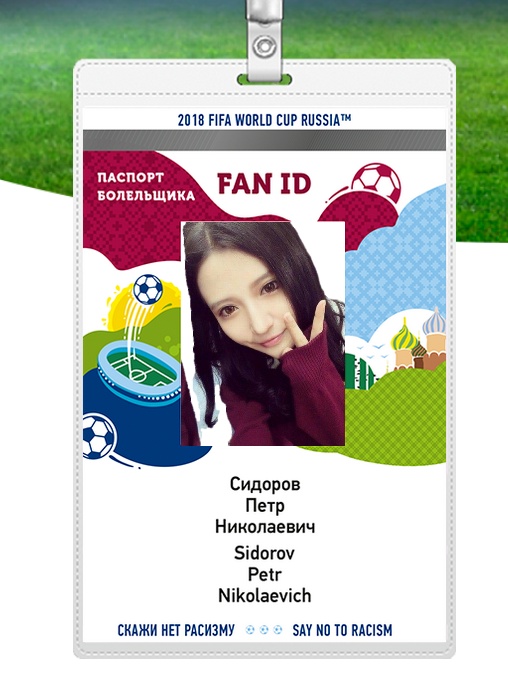 2018 FIFA WORLD CUP RUSSIA™
ПАСПОРТ
БОЛЕЛЬЩИКА
FAN ID
Сидоров
Петр
Николаевич
Sidorov
Petr
Nikolaevich
СКАЖИ НЕТ РАСИЗМУ SAY NO TO RACISM